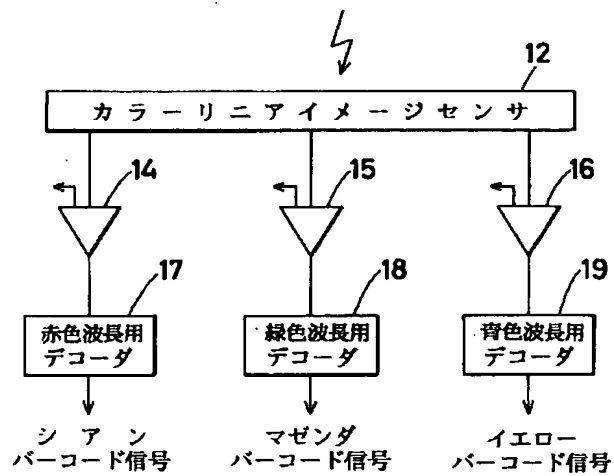 12
カラーリニアイメージセンサ
14
15
16
17
18
19
赤色波長用
デコーダ
緑色波長用
デコーダ
青色波長用
デコーダ
シアン
バーコード信号
マゼンダ
バーコード信号
イエロー
バーコード信号